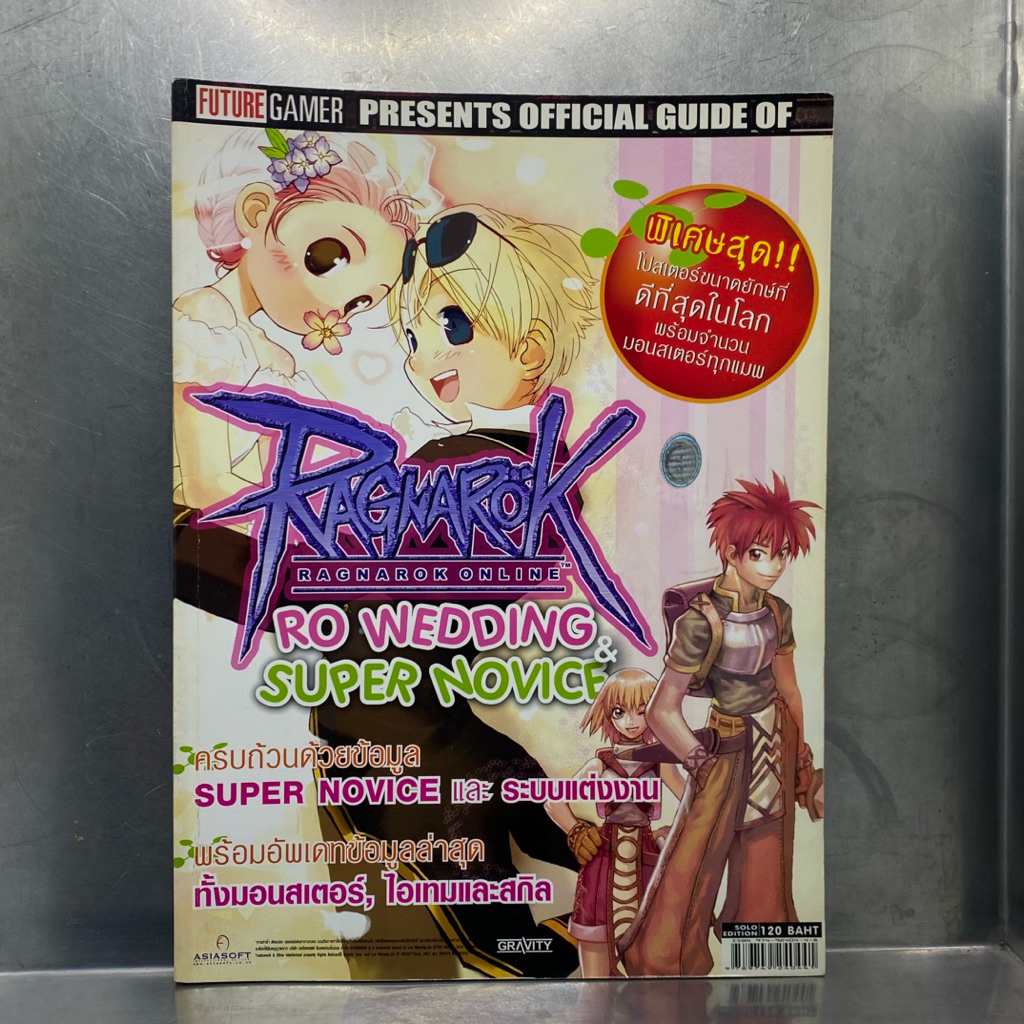 FUTURE GAMER PRESENTS OFFICIAL GUIDE OF
พิเศษสุด!!
โปสเตอร์ขนาดยักษ์ที่
ดีที่สุดในโลก
พร้อมจำนวน
มอนสเตอร์ทุกแมพ
RAGNARÖK
RAGNAROK ONLINE™
RO WEDDING
&
SUPER NOVICE
ครบถ้วนด้วยข้อมูล
SUPER NOVICE และ ระบบแต่งงาน
พร้อมอัพเดทข้อมูลล่าสุด
ทั้งมอนสเตอร์, ไอเทมและสกิล
SOLO
EDITION 120 BAHT
ASIASOFT
GRAVITY